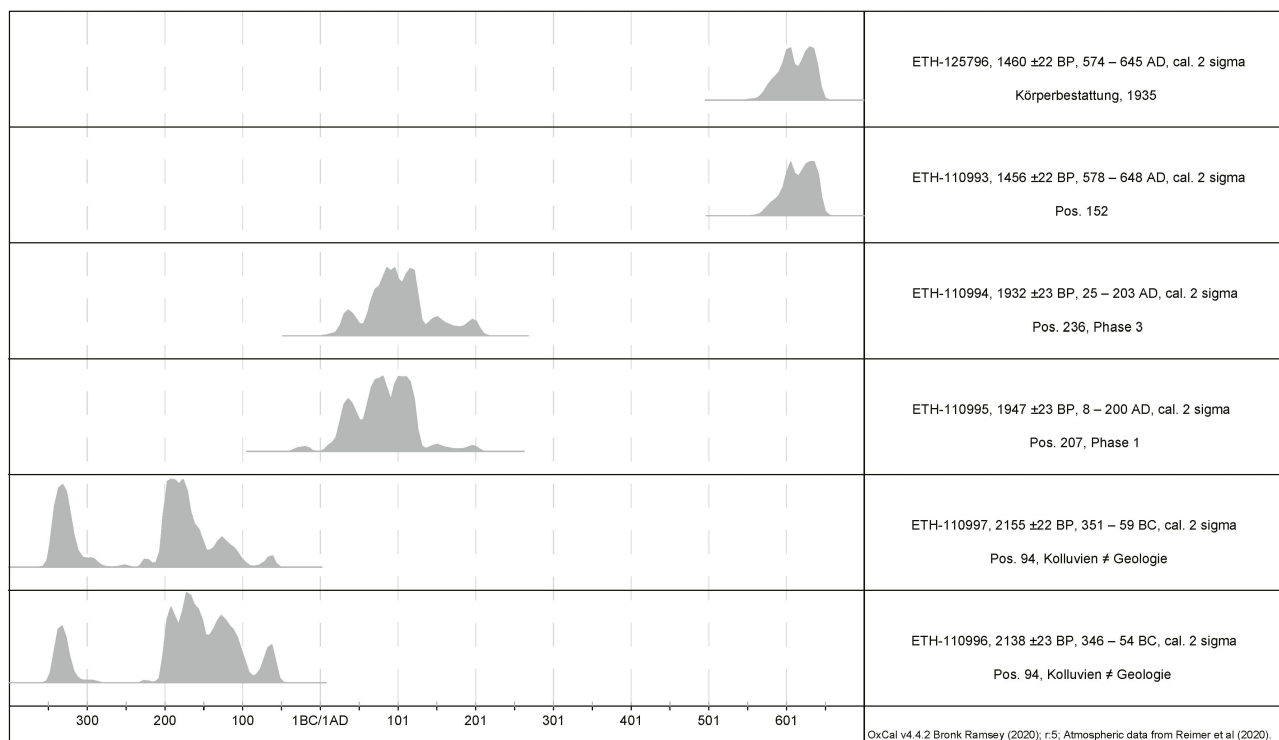 ETH-125796, 1460 ±22 BP, 574 – 645 AD, cal. 2 sigma
Körperbestattung, 1935
ETH-110993, 1456 ±22 BP, 578 – 648 AD, cal. 2 sigma
Pos. 152
ETH-110994, 1932 ±23 BP, 25 – 203 AD, cal. 2 sigma
Pos. 236, Phase 3
ETH-110995, 1947 ±23 BP, 8 – 200 AD, cal. 2 sigma
Pos. 207, Phase 1
ETH-110997, 2155 ±22 BP, 351 – 59 BC, cal. 2 sigma
Pos. 94, Kolluvien ≠ Geologie
ETH-110996, 2138 ±23 BP, 346 – 54 BC, cal. 2 sigma
Pos. 94, Kolluvien ≠ Geologie
300 200 100 1BC/1AD 101 201 301 401 501 601
OxCal v4.4.2 Bronk Ramsey (2020); r:5; Atmospheric data from Reimer et al (2020).